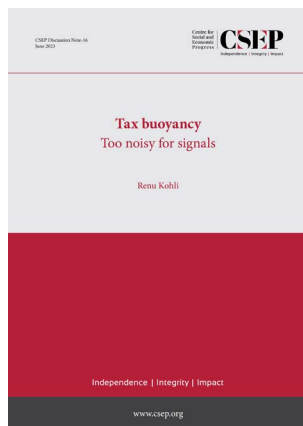 CSEP Discussion Note-16
June 2023
Centre for
Social and
Economic
Progress
CSEP
Independence | Integrity | Impact
Tax buoyancy
Too noisy for signals
Renu Kohli
Independence | Integrity | Impact
www.csep.org